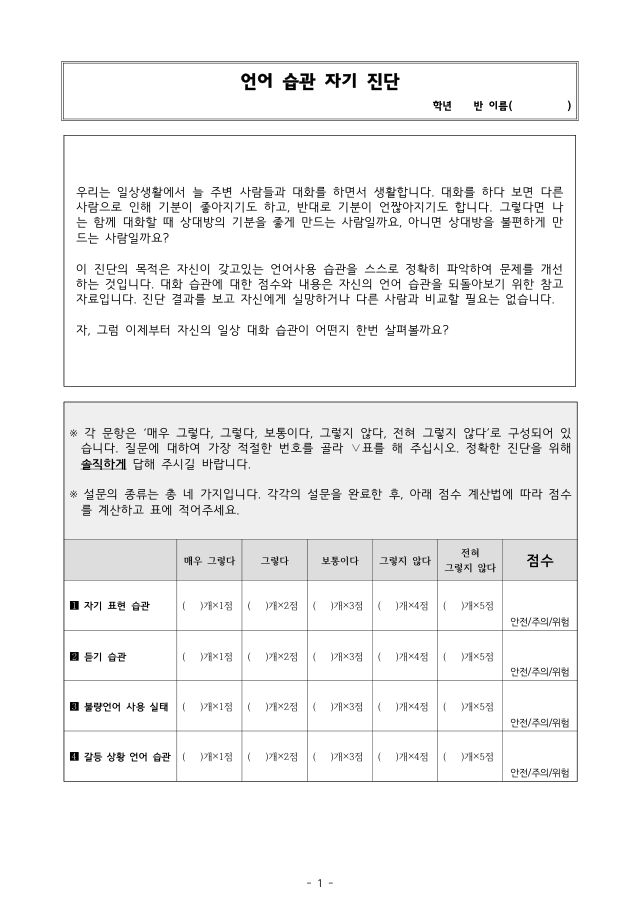 언어 습관 자기 진단
학년 반 이름( )
우리는 일상생활에서 늘 주변 사람들과 대화를 하면서 생활합니다. 대화를 하다 보면 다른
사람으로 인해 기분이 좋아지기도 하고, 반대로 기분이 언짢아지기도 합니다. 그렇다면 나
는 함께 대화할 때 상대방의 기분을 좋게 만드는 사람일까요, 아니면 상대방을 불편하게 만
드는 사람일까요?
이 진단의 목적은 자신이 갖고있는 언어사용 습관을 스스로 정확히 파악하여 문제를 개선
하는 것입니다. 대화 습관에 대한 점수와 내용은 자신의 언어 습관을 되돌아보기 위한 참고
자료입니다. 진단 결과를 보고 자신에게 실망하거나 다른 사람과 비교할 필요는 없습니다.
자, 그럼 이제부터 자신의 일상 대화 습관이 어떤지 한번 살펴볼까요?
※ 각 문항은 ‘매우 그렇다, 그렇다, 보통이다, 그렇지 않다, 전혀 그렇지 않다’로 구성되어 있
습니다. 질문에 대하여 가장 적절한 번호를 골라 ∨표를 해 주십시오. 정확한 진단을 위해
솔직하게 답해 주시길 바랍니다.
※ 설문의 종류는 총 네 가지입니다. 각각의 설문을 완료한 후, 아래 점수 계산법에 따라 점수
를 계산하고 표에 적어주세요.
매우 그렇다 그렇다 보통이다 그렇지 않다 전혀 그렇지 않다 점수
1 자기 표현 습관 ( )개×1점 ( )개×2점 ( )개×3점 ( )개×4점 ( )개×5점
안전/주의/위험
2 듣기 습관 ( )개×1점 ( )개×2점 ( )개×3점 ( )개×4점 ( )개×5점
안전/주의/위험
3 불량언어 사용 실태 ( )개×1점 ( )개×2점 ( )개×3점 ( )개×4점 ( )개×5점
안전/주의/위험
4 갈등 상황 언어 습관 ( )개×1점 ( )개×2점 ( )개×3점 ( )개×4점 ( )개×5점
안전/주의/위험
- 1 -